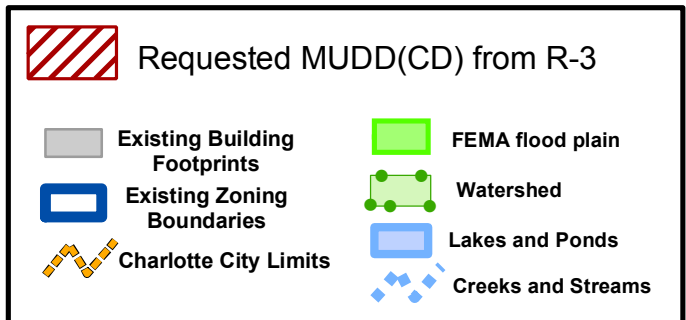 Requested MUDD(CD) from R-3
Existing Building
Footprints
Existing Zoning
Boundaries
Charlotte City Limits
FEMA flood plain
Watershed
Lakes and Ponds
Creeks and Streams